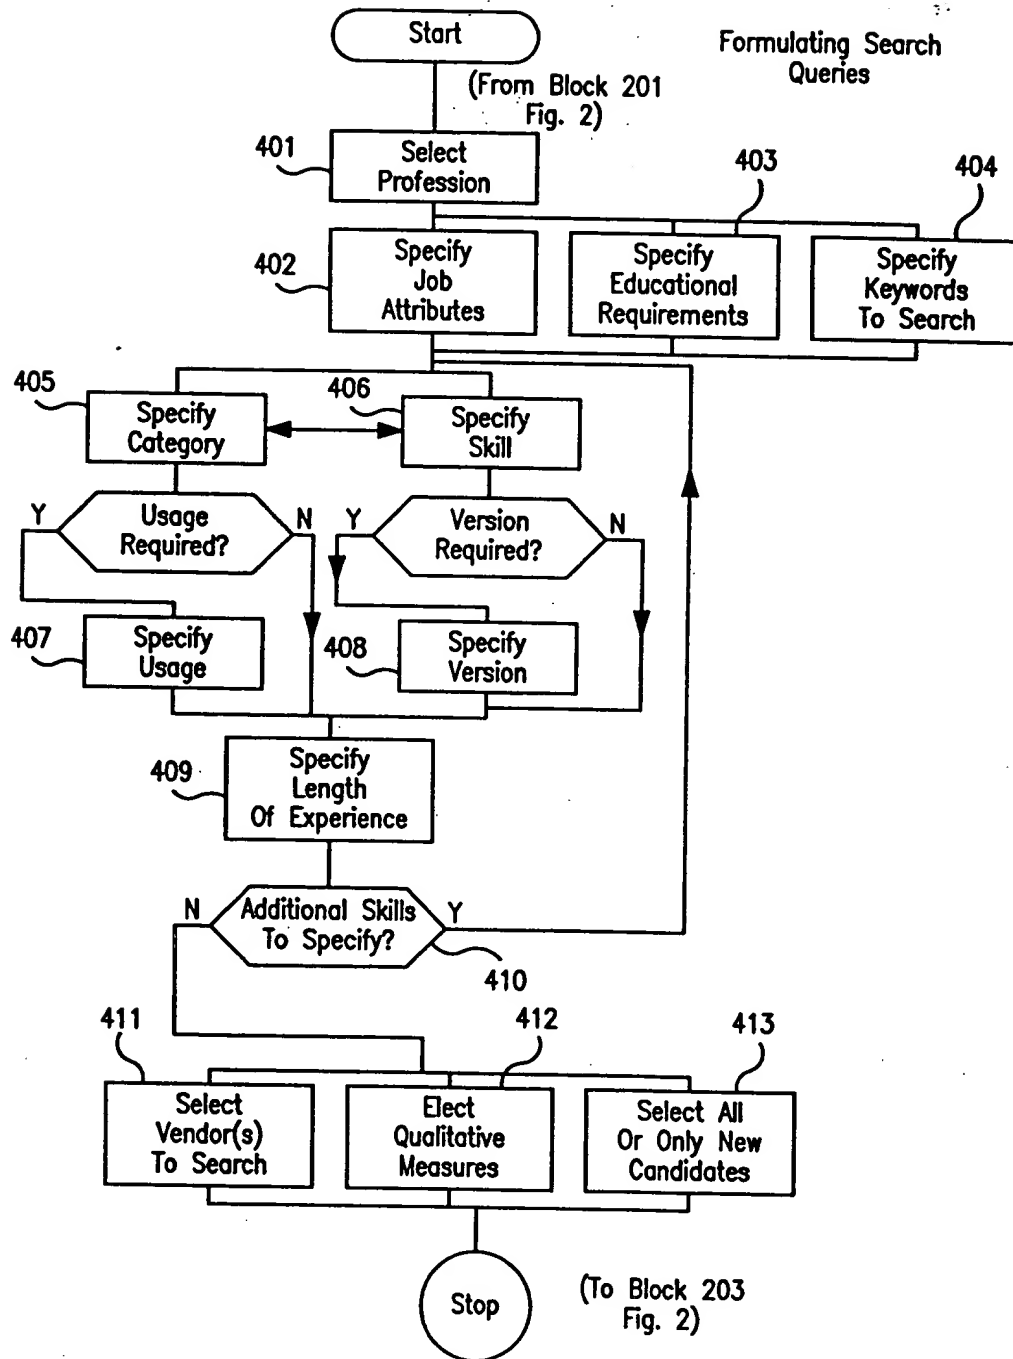 Start
Formulating Search
Queries
(From Block 201
Fig. 2)
401
Select
Profession
403
404
402
Specify
Job
Attributes
Specify
Educational
Requirements
Specify
Keywords
To Search
405
Specify
Category
406
Specify
Skill
Y
Usage
Required?
N
Y
Version
Required?
N
407
Specify
Usage
408
Specify
Version
409
Specify
Length
Of Experience
N
Additional Skills
To Specify?
Y
410
411
412
413
Select
Vendor(s)
To Search
Elect
Qualitative
Measures
Select All
Or Only New
Candidates
Stop
(To Block 203
Fig. 2)